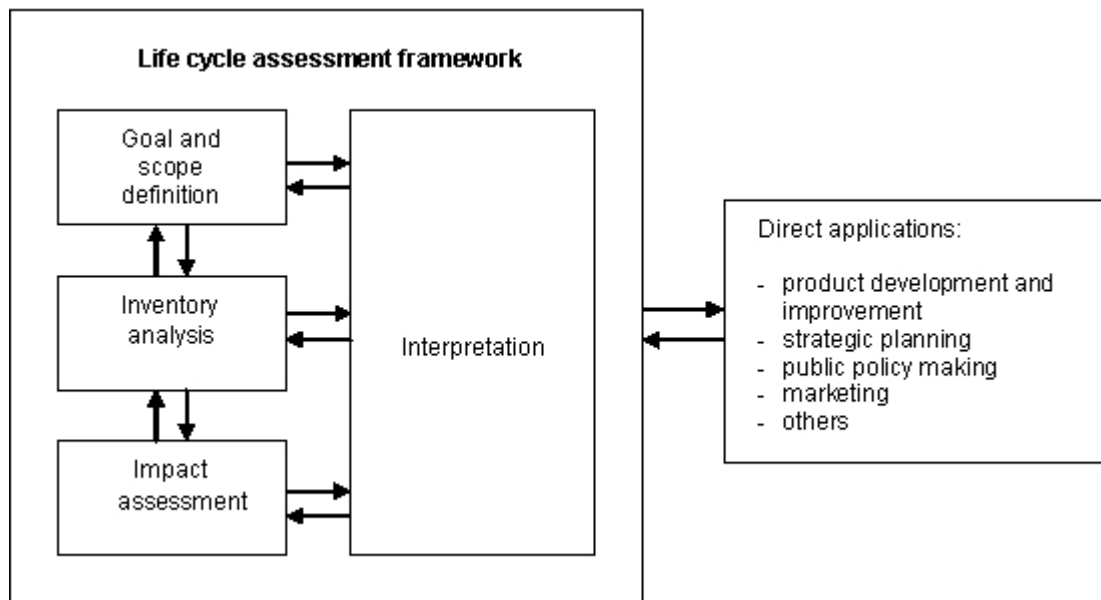 Life cycle assessment framework
Goal and
scope
definition
Inventory
analysis
Impact
assessment
Interpretation
Direct applications:
- product development and
improvement
- strategic planning
- public policy making
- marketing
- others